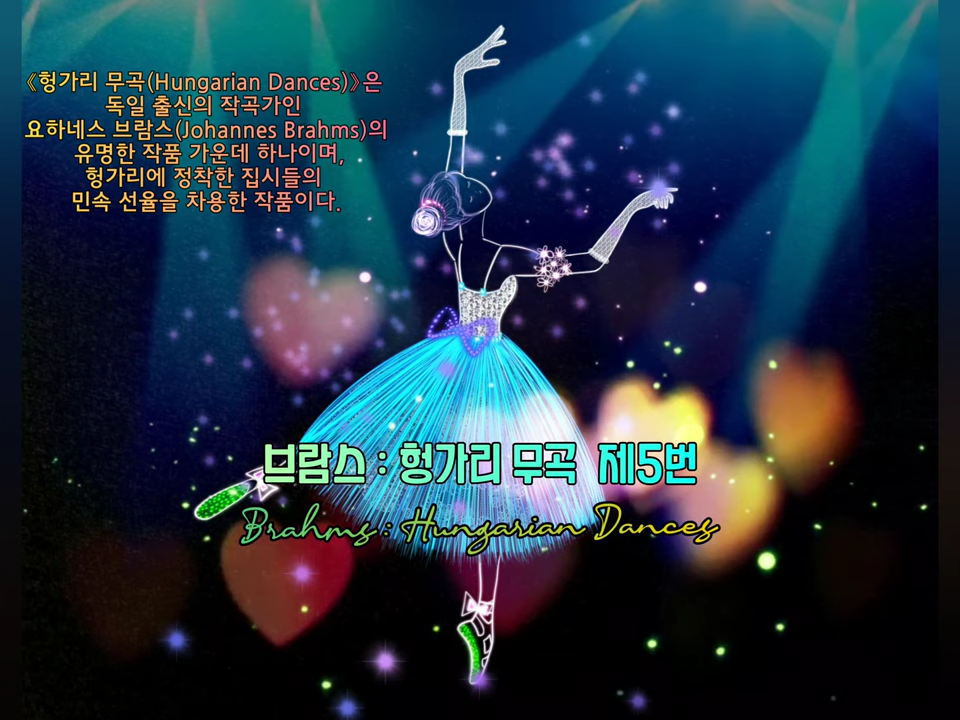 《헝가리 무곡(Hungarian Dances)》은
독일 출신의 작곡가인
요하네스 브람스(Johannes Brahms)의
유명한 작품 가운데 하나이며,
헝가리에 정착한 집시들의
민속 선율을 차용한 작품이다.
브람스 : 헝가리 무곡 제5번
Brahms : Hungarian Dances